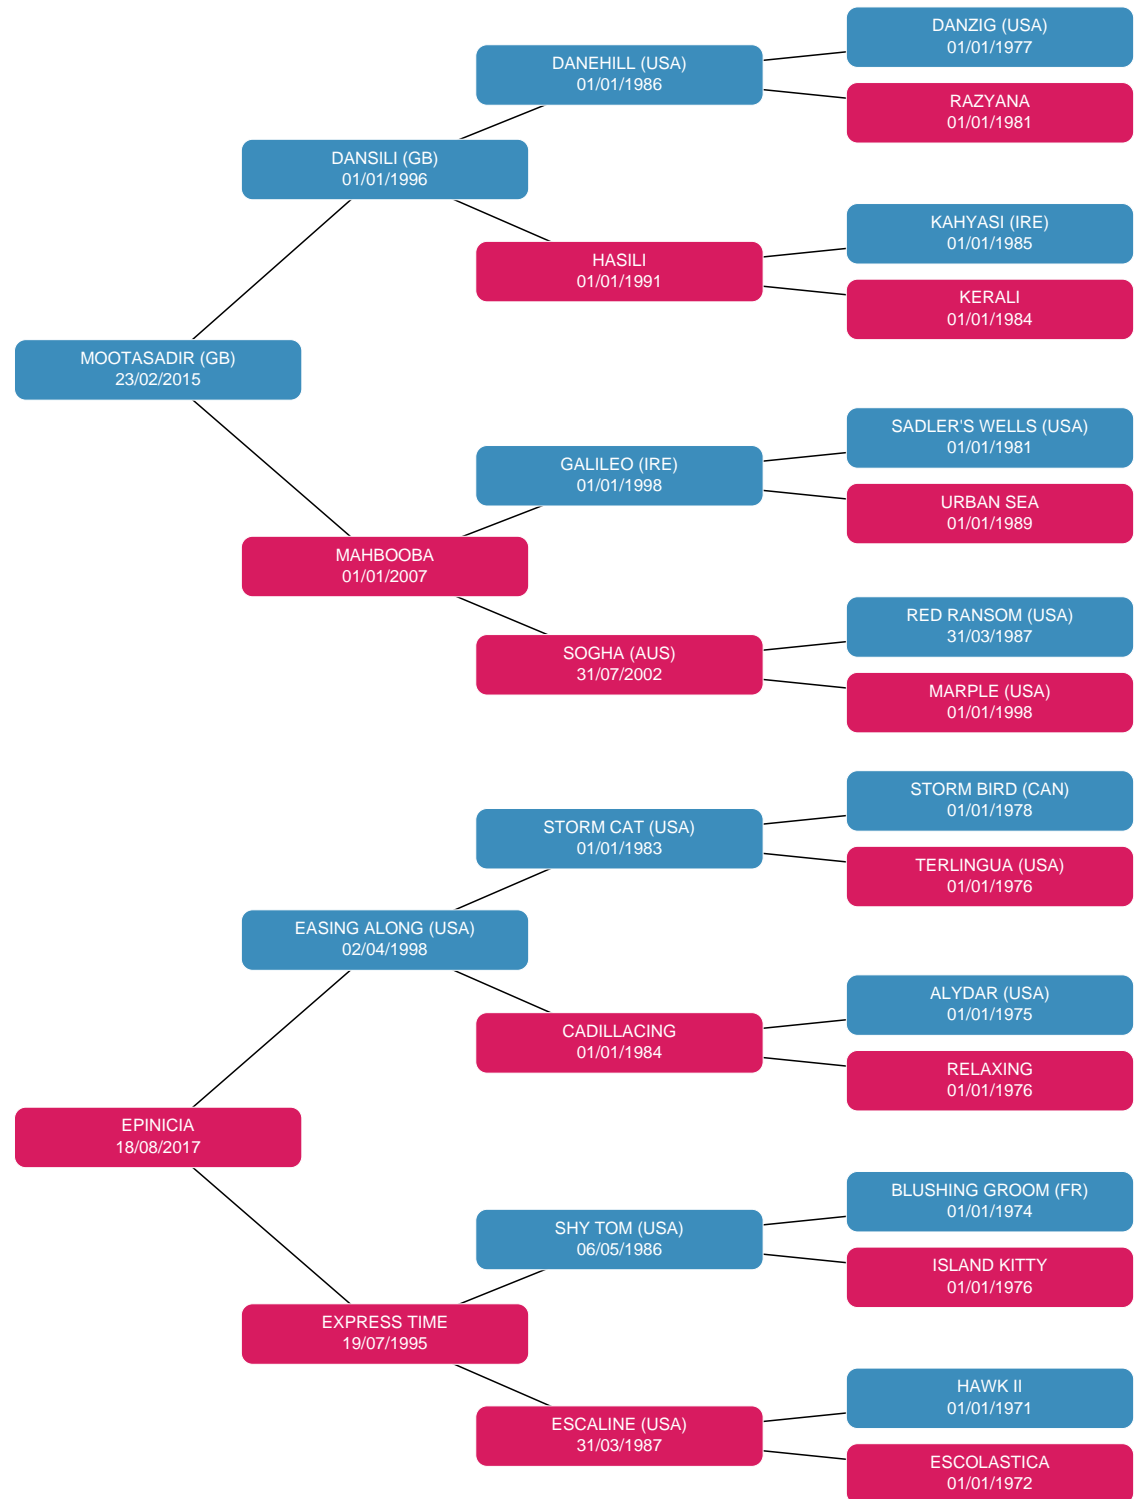 DANZIG (USA)
01/01/1977
DANEHILL (USA)
01/01/1986
RAZYANA
01/01/1981
DANSILI (GB)
01/01/1996
KAHYASI (IRE)
01/01/1985
HASILI
01/01/1991
KERALI
01/01/1984
MOOTASADIR (GB)
23/02/2015
SADLER'S WELLS (USA)
01/01/1981
GALILEO (IRE)
01/01/1998
URBAN SEA
01/01/1989
MAHBOOBA
01/01/2007
RED RANSOM (USA)
31/03/1987
SOGHA (AUS)
31/07/2002
MARPLE (USA)
01/01/1998
STORM BIRD (CAN)
01/01/1978
STORM CAT (USA)
01/01/1983
TERLINGUA (USA)
01/01/1976
EASING ALONG (USA)
02/04/1998
ALYDAR (USA)
01/01/1975
CADILLACING
01/01/1984
RELAXING
01/01/1976
EPINICIA
18/08/2017
BLUSHING GROOM (FR)
01/01/1974
SHY TOM (USA)
06/05/1986
ISLAND KITTY
01/01/1976
EXPRESS TIME
19/07/1995
HAWK II
01/01/1971
ESCALINE (USA)
31/03/1987
ESCOLASTICA
01/01/1972